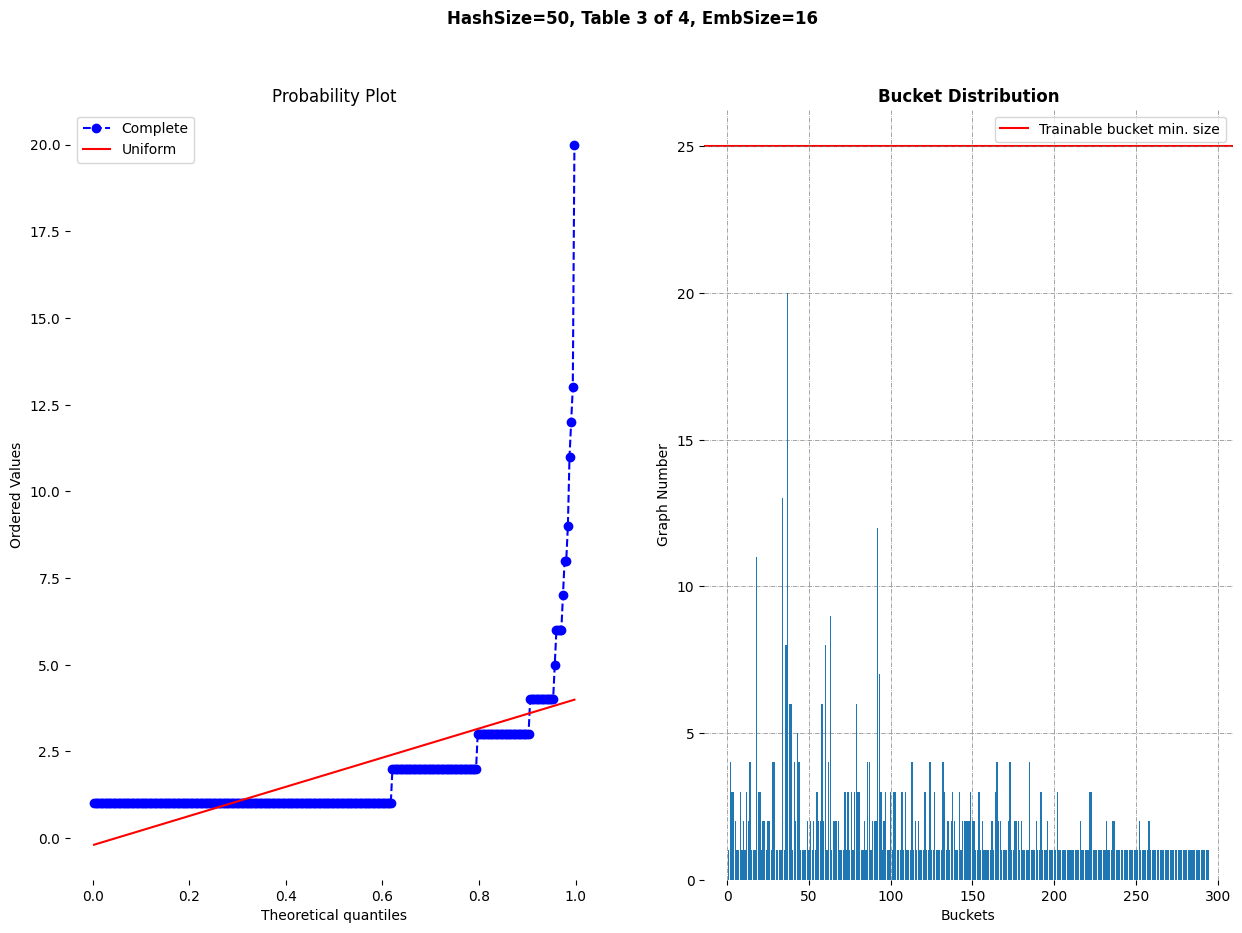 HashSize=50, Table 3 of 4, EmbSize=16
Probability Plot
Complete
Uniform
20.0
17.5
15.0
12.5
10.0
7.5
5.0
2.5
0.0
Ordered Values
0.0 0.2 0.4 0.6 0.8 1.0
Theoretical quantiles
Bucket Distribution
Trainable bucket min. size
25
20
15
10
5
0
Graph Number
0 50 100 150 200 250 300
Buckets